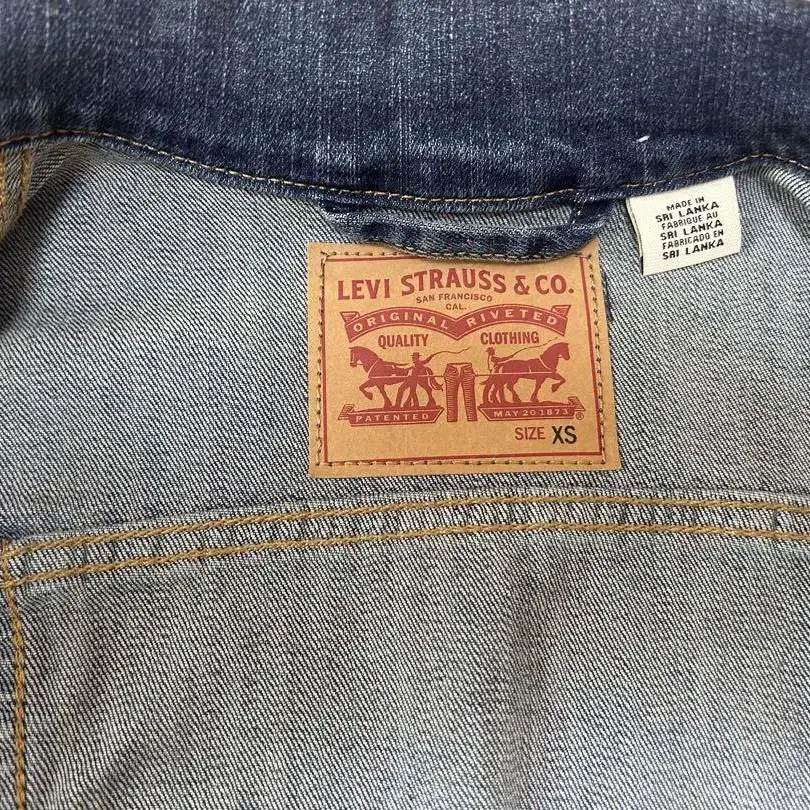 MADE IN
SRI LANKA
FABRIQUE AU
SRI LANKA
FABRICADO EN
SRI LANKA
LEVI STRAUSS & CO.
SAN FRANCISCO
CAL.
ORIGINAL RIVETED
QUALITY CLOTHING
PATENTED MAY 20 1873 ®
SIZE XS